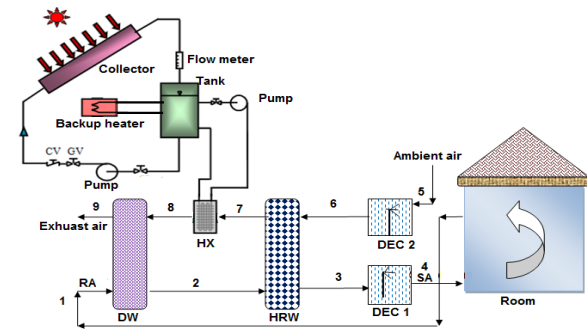 Flow meter
Collector
Tank
Pump
Backup heater
CV GV
Pump
Ambient air
9
8
7
6
5
Exhuast air
HX
DEC 2
RA
2
3
4
SA
1
DW
HRW
DEC 1
Room